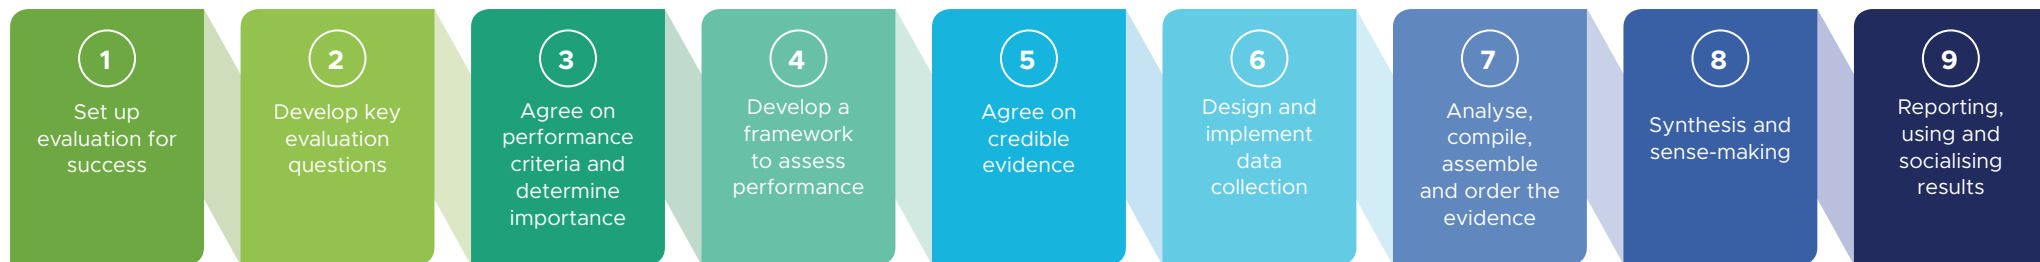 1
Set up
evaluation for
success
2
Develop key
evaluation
questions
3
Agree on
performance
criteria and
determine
importance
4
Develop a
framework
to assess
performance
5
Agree on
credible
evidence
6
Design and
implement
data
collection
7
Analyse,
compile,
assemble
and order the
evidence
8
Synthesis and
sense-making
9
Reporting,
using and
socialising
results